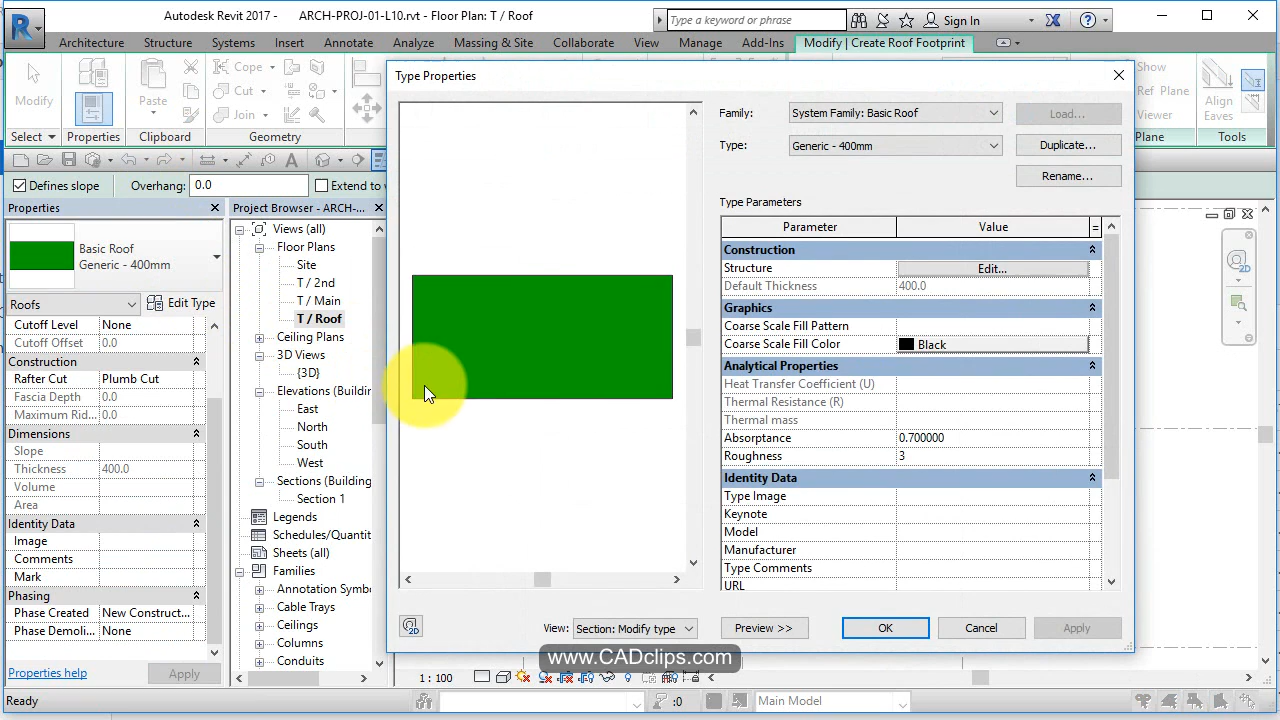 Autodesk Revit 2017 - ARCH-PROJ-01-L10.rvt - Floor Plan: T / Roof
Type a keyword or phrase
Sign In
Architecture Structure Systems Insert Annotate Analyze Massing & Site Collaborate View Manage Add-Ins Modify | Create Roof Footprint
Modify
Properties
Paste
Cope
Cut
Join
Show
Ref Plane
Viewer
Align
Eaves
Select
Properties
Clipboard
Geometry
Plane
Tools
Defines slope
Overhang: 0.0
Extend to w
Properties
Basic Roof
Generic - 400mm
Roofs
Edit Type
Cutoff Level None
Cutoff Offset 0.0
Construction
Rafter Cut Plumb Cut
Fascia Depth 0.0
Maximum Rid... 0.0
Dimensions
Slope
Thickness 400.0
Volume
Area
Identity Data
Image
Comments
Mark
Phasing
Phase Created New Construct...
Phase Demoli... None
Properties help
Apply
Project Browser - ARCH-...
Views (all)
Floor Plans
Site
T / 2nd
T / Main
T / Roof
Ceiling Plans
3D Views
{3D}
Elevations (Buildin
East
North
South
West
Sections (Building
Section 1
Legends
Schedules/Quantit
Sheets (all)
Families
Annotation Symbo
Cable Trays
Ceilings
Columns
Conduits
Type Properties
Family: System Family: Basic Roof
Load...
Type: Generic - 400mm
Duplicate...
Rename...
Type Parameters
Parameter Value =
Construction
Structure Edit...
Default Thickness 400.0
Graphics
Coarse Scale Fill Pattern
Coarse Scale Fill Color Black
Analytical Properties
Heat Transfer Coefficient (U)
Thermal Resistance (R)
Thermal mass
Absorptance 0.700000
Roughness 3
Identity Data
Type Image
Keynote
Model
Manufacturer
Type Comments
URL
2D
View: Section: Modify type
Preview >>
OK
Cancel
Apply
2D
www.CADclips.com
1 : 100
Ready
:0
Main Model